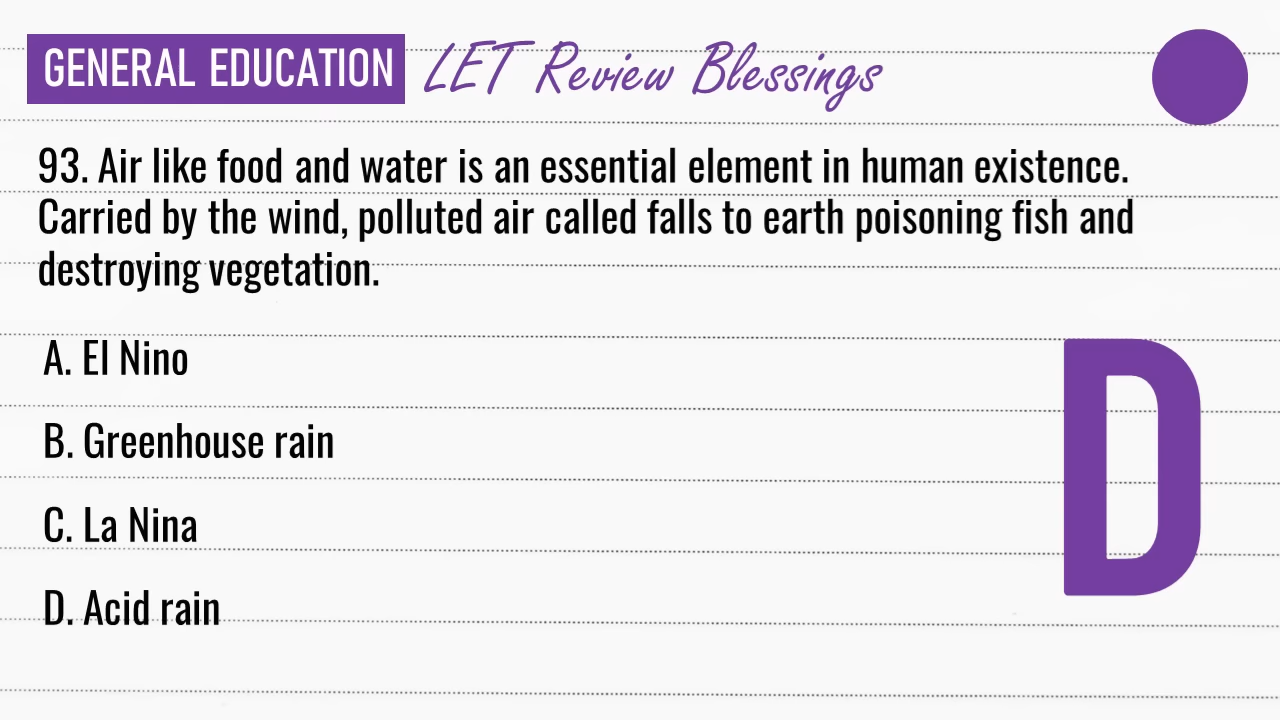 GENERAL EDUCATION LET Review Blessings
93. Air like food and water is an essential element in human existence.
Carried by the wind, polluted air called falls to earth poisoning fish and
destroying vegetation.
A. El Nino
B. Greenhouse rain
C. La Nina
D. Acid rain
D